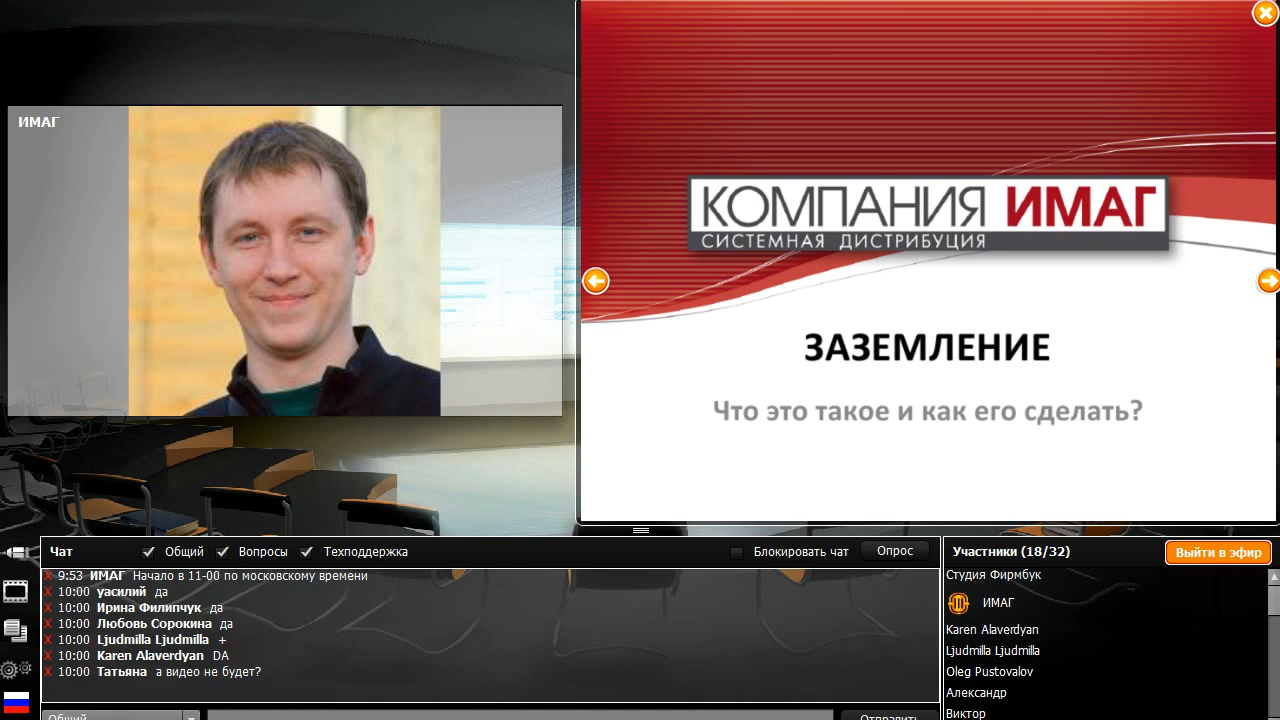 ИМАГ
КОМПАНИЯ ИМАГ
СИСТЕМНАЯ ДИСТРИБУЦИЯ
ЗАЗЕМЛЕНИЕ
Что это такое и как его сделать?
Чат Общий Вопросы Техподдержка Блокировать чат Опрос
X 9:53 ИМАГ Начало в 11-00 по московскому времени
X 10:00 уасилий да
X 10:00 Ирина Филипчук да
X 10:00 Любовь Сорокина да
X 10:00 Ljudmilla Ljudmilla +
X 10:00 Karen Alaverdyan DA
X 10:00 Татьяна а видео не будет?
Общий Отправить
Участники (18/32) Выйти в эфир
Студия Фирмбук
ИМАГ
Karen Alaverdyan
Ljudmilla Ljudmilla
Oleg Pustovalov
Александр
Виктор